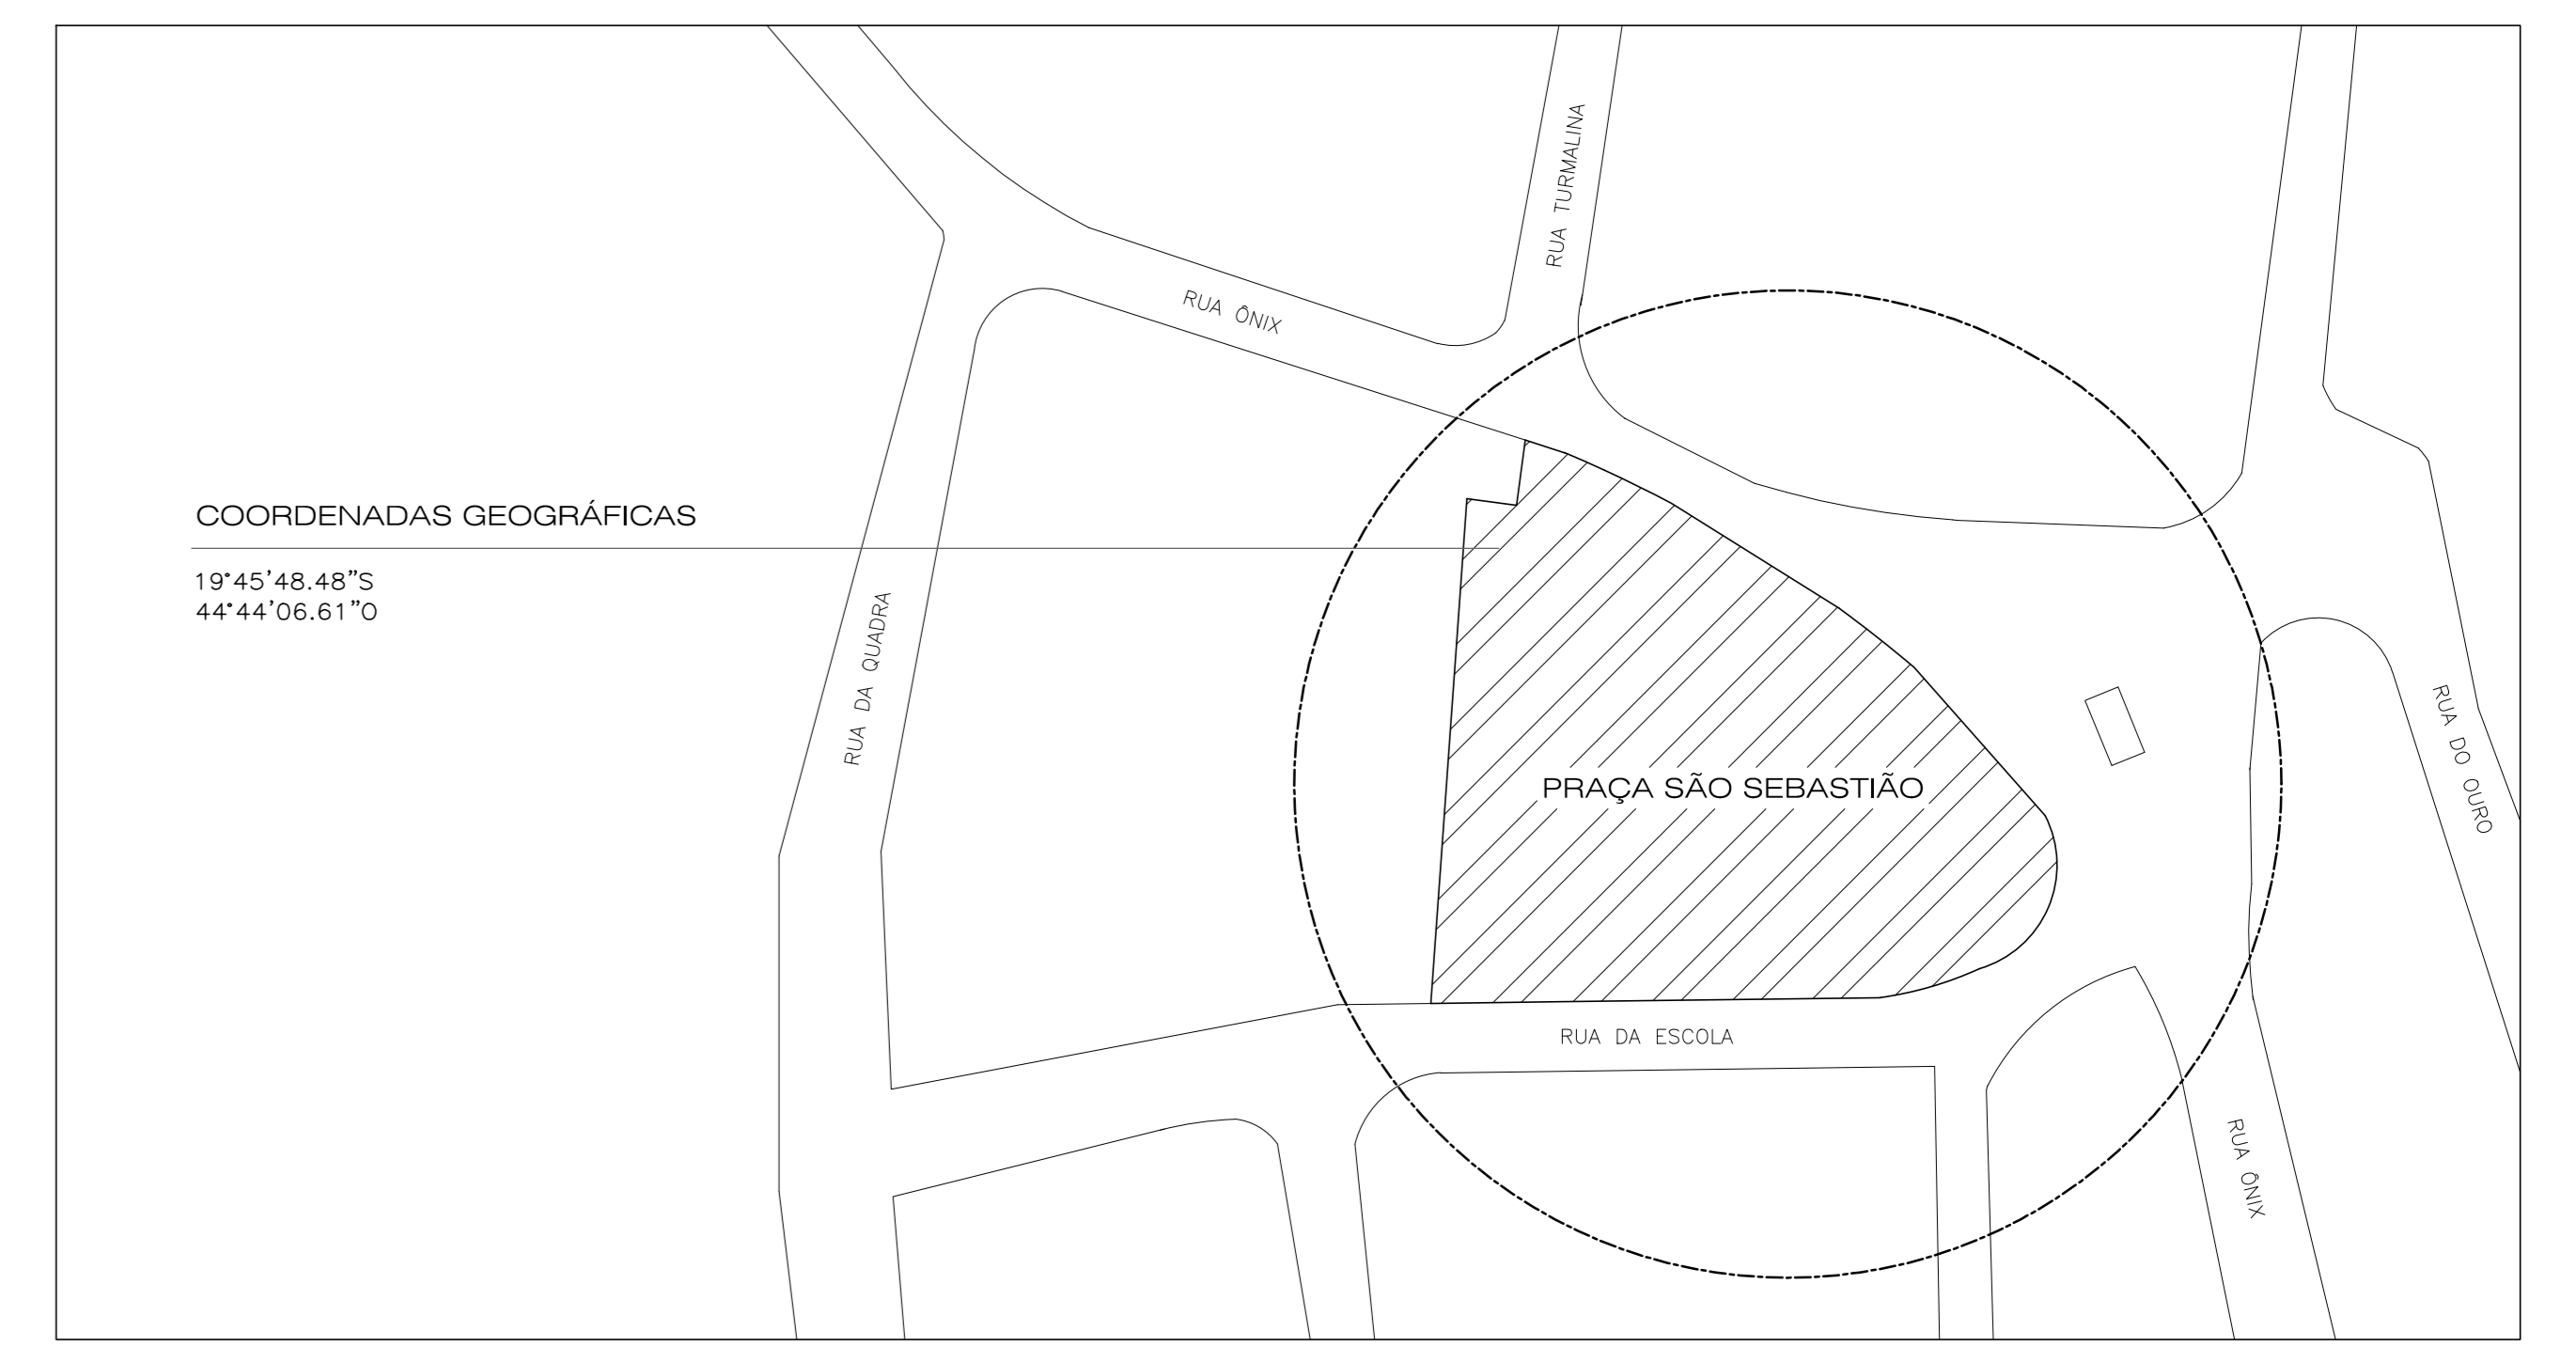 RUA TURMALINA
RUA ÔNIX
COORDENADAS GEOGRÁFICAS
19°45'48.48"S
44°44'06.61"O
RUA DA QUADRA
PRAÇA SÃO SEBASTIÃO
RUA DO OURO
RUA DA ESCOLA
RUA ÔNIX